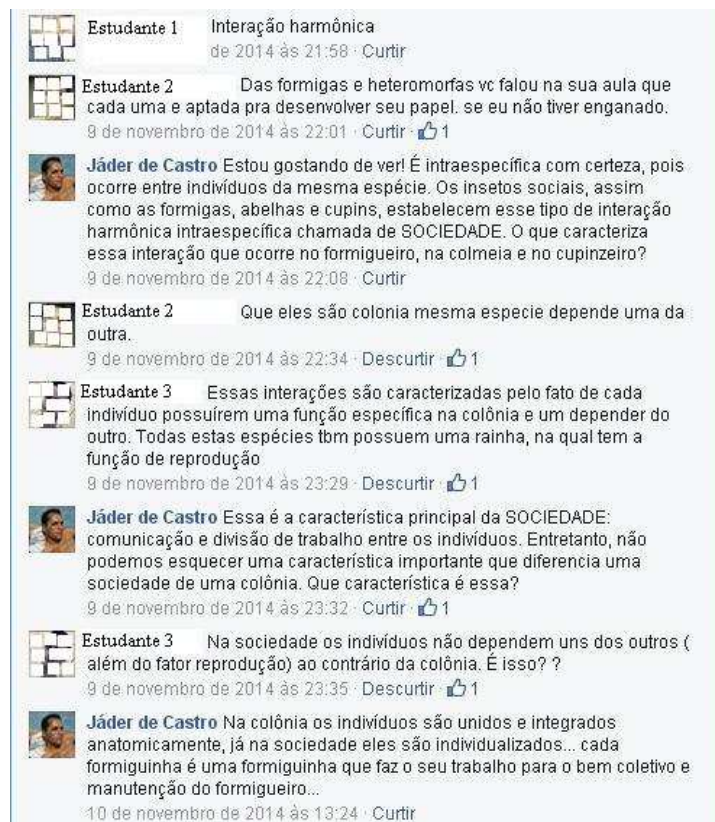 Estudante 1 Interação harmônica
de 2014 às 21:58 · Curtir
Estudante 2 Das formigas e heteromorfas vc falou na sua aula que
cada uma e aptada pra desenvolver seu papel. se eu não tiver enganado.
9 de novembro de 2014 às 22:01 · Curtir · 1
Jáder de Castro Estou gostando de ver! É intraespecífica com certeza, pois
ocorre entre indivíduos da mesma espécie. Os insetos sociais, assim
como as formigas, abelhas e cupins, estabelecem esse tipo de interação
harmônica intraespecífica chamada de SOCIEDADE. O que caracteriza
essa interação que ocorre no formigueiro, na colmeia e no cupinzeiro?
9 de novembro de 2014 às 22:08 · Curtir
Estudante 2 Que eles são colonia mesma especie depende uma da
outra.
9 de novembro de 2014 às 22:34 · Descurtir · 1
Estudante 3 Essas interações são caracterizadas pelo fato de cada
indivíduo possuírem uma função específica na colônia e um depender do
outro. Todas estas espécies tbm possuem uma rainha, na qual tem a
função de reprodução
9 de novembro de 2014 às 23:29 · Descurtir · 1
Jáder de Castro Essa é a característica principal da SOCIEDADE:
comunicação e divisão de trabalho entre os indivíduos. Entretanto, não
podemos esquecer uma característica importante que diferencia uma
sociedade de uma colônia. Que característica é essa?
9 de novembro de 2014 às 23:32 · Curtir · 1
Estudante 3 Na sociedade os indivíduos não dependem uns dos outros (
além do fator reprodução) ao contrário da colônia. É isso? ?
9 de novembro de 2014 às 23:35 · Descurtir · 1
Jáder de Castro Na colônia os indivíduos são unidos e integrados
anatomicamente, já na sociedade eles são individualizados... cada
formiguinha é uma formiguinha que faz o seu trabalho para o bem coletivo e
manutenção do formigueiro...
10 de novembro de 2014 às 13:24 · Curtir